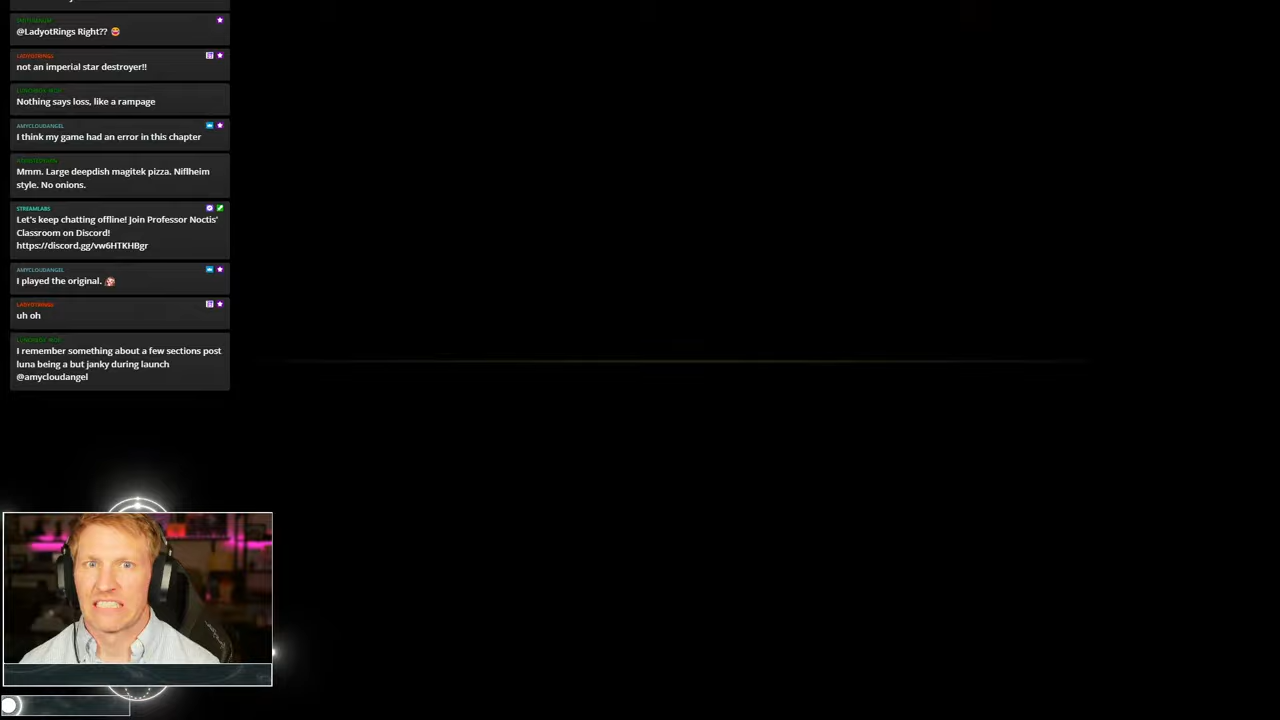 @LadyotRings Right??
LADYOTRINGS
not an imperial star destroyer!!
Nothing says loss, like a rampage
AMYCLOUDANGEL
I think my game had an error in this chapter
Mmm. Large deepdish magitek pizza. Niflheim
style. No onions.
STREAMLABS
Let's keep chatting offline! Join Professor Noctis'
Classroom on Discord!
https://discord.gg/vw6HTKHBgr
AMYCLOUDANGEL
I played the original.
LADYOTRINGS
uh oh
I remember something about a few sections post
luna being a but janky during launch
@amycloudangel